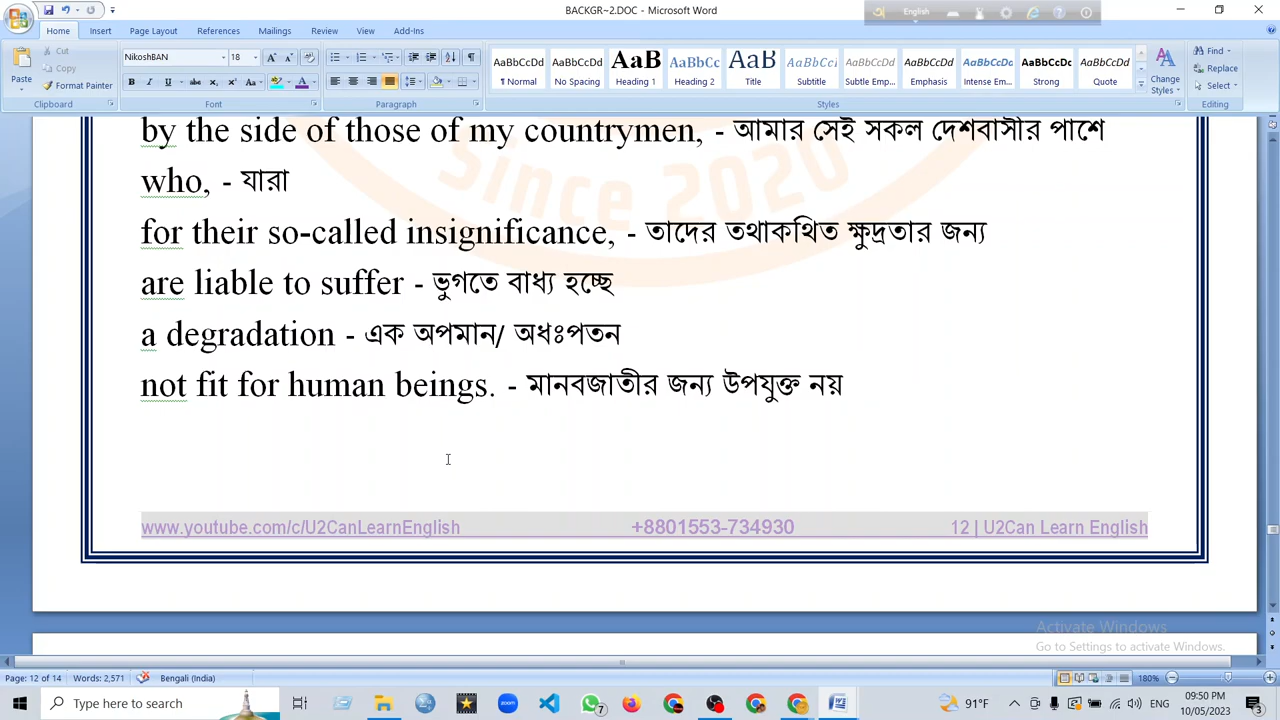 BACKGR~2.DOC - Microsoft Word
English
Home Insert Page Layout References Mailings Review View Add-Ins
Paste
Cut
Copy
Format Painter
Clipboard
NikoshBAN 18
Font
Paragraph
AaBbCcDd AaBbCcDd AaB AaBbCc AaB AaBbCci AaBbCcDd AaBbCcDd AaBbCcDd AaBbCcDd AaBbCcDd
¶ Normal No Spacing Heading 1 Heading 2 Title Subtitle Subtle Emp... Emphasis Intense Em... Strong Quote
Styles
Change Styles
Find
Replace
Select
Editing
Since 2020
by the side of those of my countrymen, - আমার সেই সকল দেশবাসীর পাশে
who, - যারা
for their so-called insignificance, - তাদের তথাকথিত ক্ষুদ্রতার জন্য
are liable to suffer - ভুগতে বাধ্য হচ্ছে
a degradation - এক অপমান/ অধঃপতন
not fit for human beings. - মানবজাতীর জন্য উপযুক্ত নয়
www.youtube.com/c/U2CanLearnEnglish +8801553-734930 12 | U2Can Learn English
Activate Windows
Go to Settings to activate Windows.
Page: 12 of 14 Words: 2,571 Bengali (India) 180%
Type here to search
zoom
7
91°F
ENG
09:50 PM
10/05/2023
3